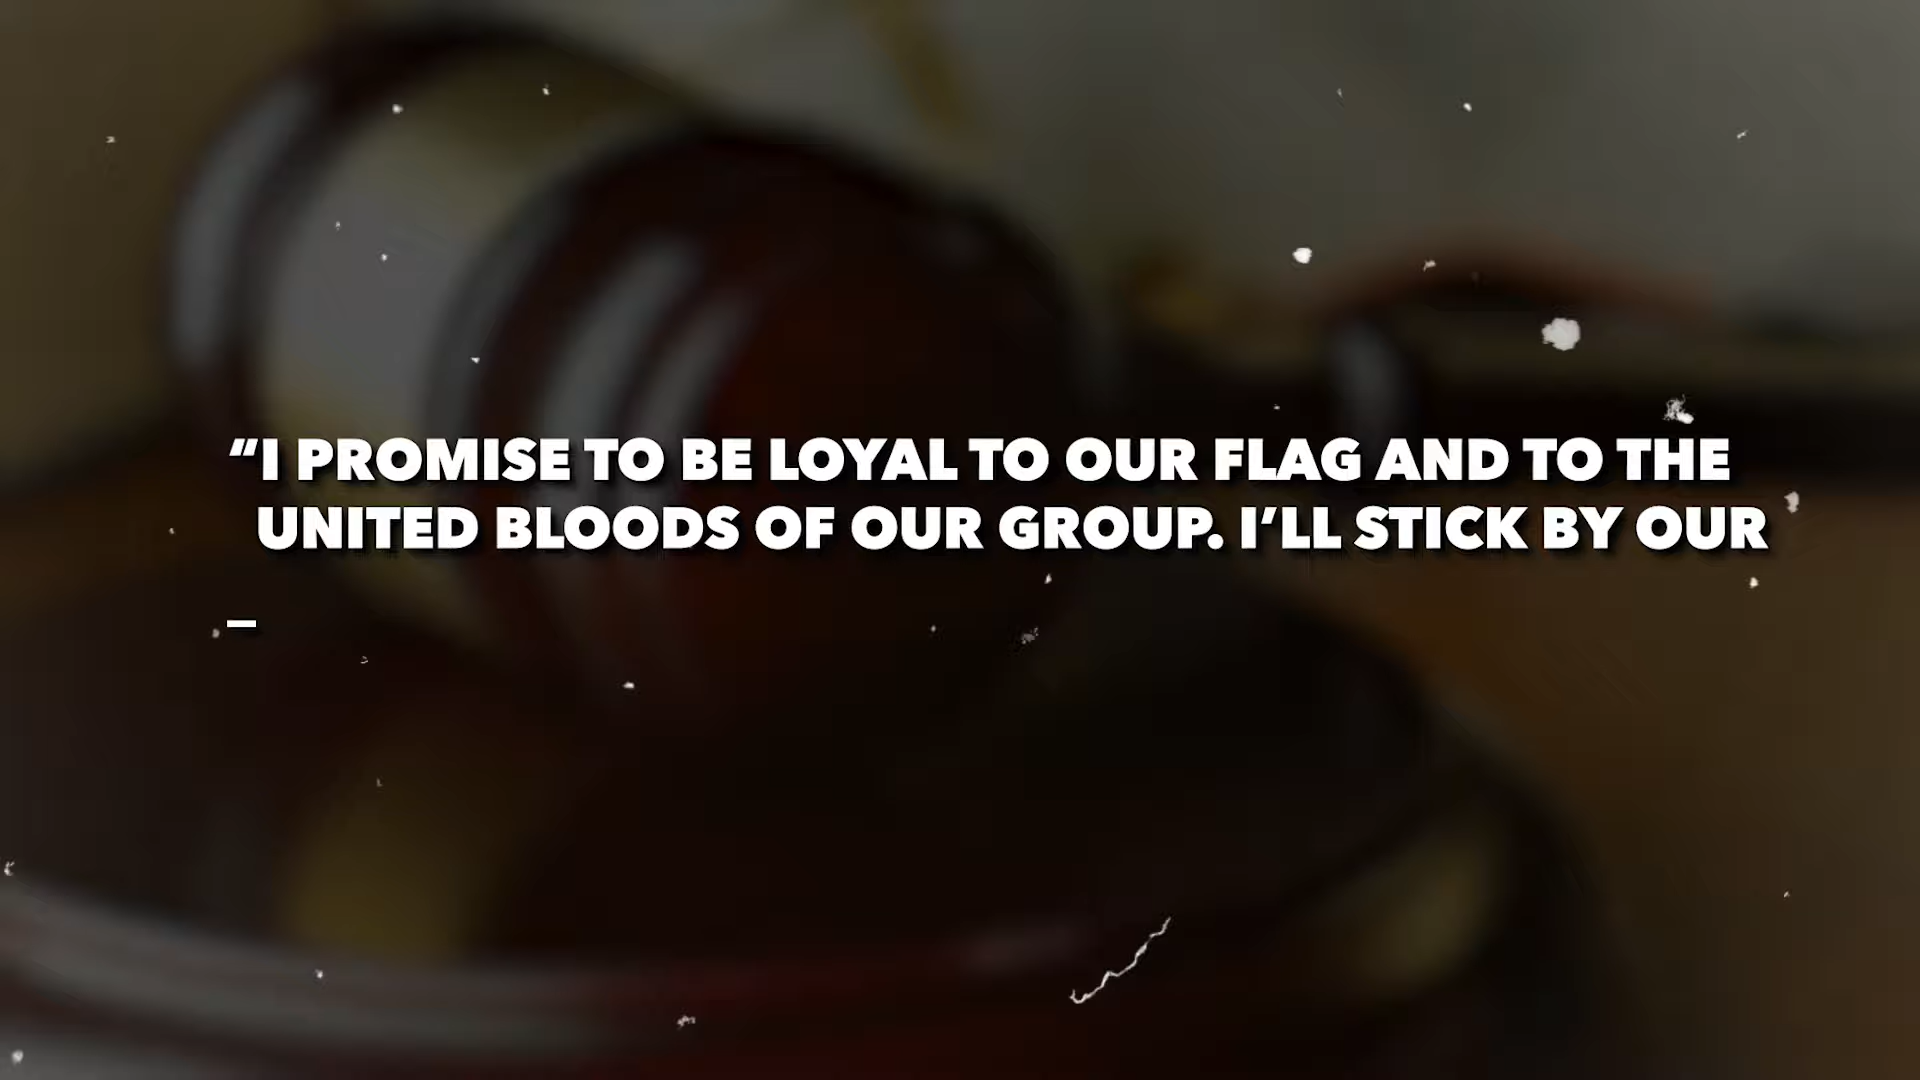 “I PROMISE TO BE LOYAL TO OUR FLAG AND TO THE
UNITED BLOODS OF OUR GROUP. I’LL STICK BY OUR
_